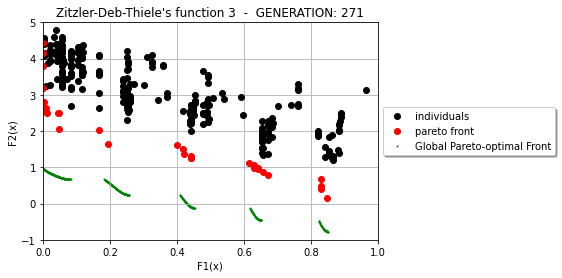 Zitzler-Deb-Thiele's function 3 - GENERATION: 271
5
4
3
2
1
0
−1
F2(x)
0.0 0.2 0.4 0.6 0.8 1.0
F1(x)
individuals
pareto front
Global Pareto-optimal Front